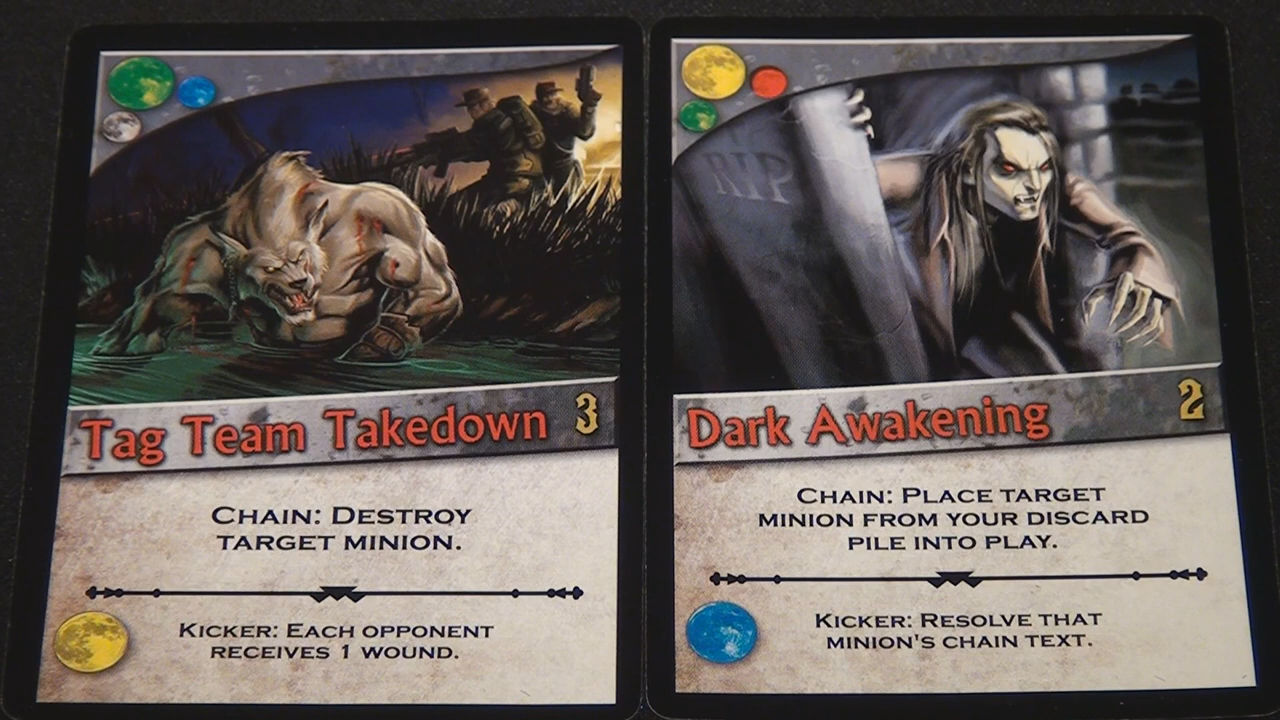 Tag Team Takedown 3
CHAIN: DESTROY
TARGET MINION.
KICKER: EACH OPPONENT
RECEIVES 1 WOUND.
RIP
Dark Awakening 2
CHAIN: PLACE TARGET
MINION FROM YOUR DISCARD
PILE INTO PLAY.
KICKER: RESOLVE THAT
MINION'S CHAIN TEXT.